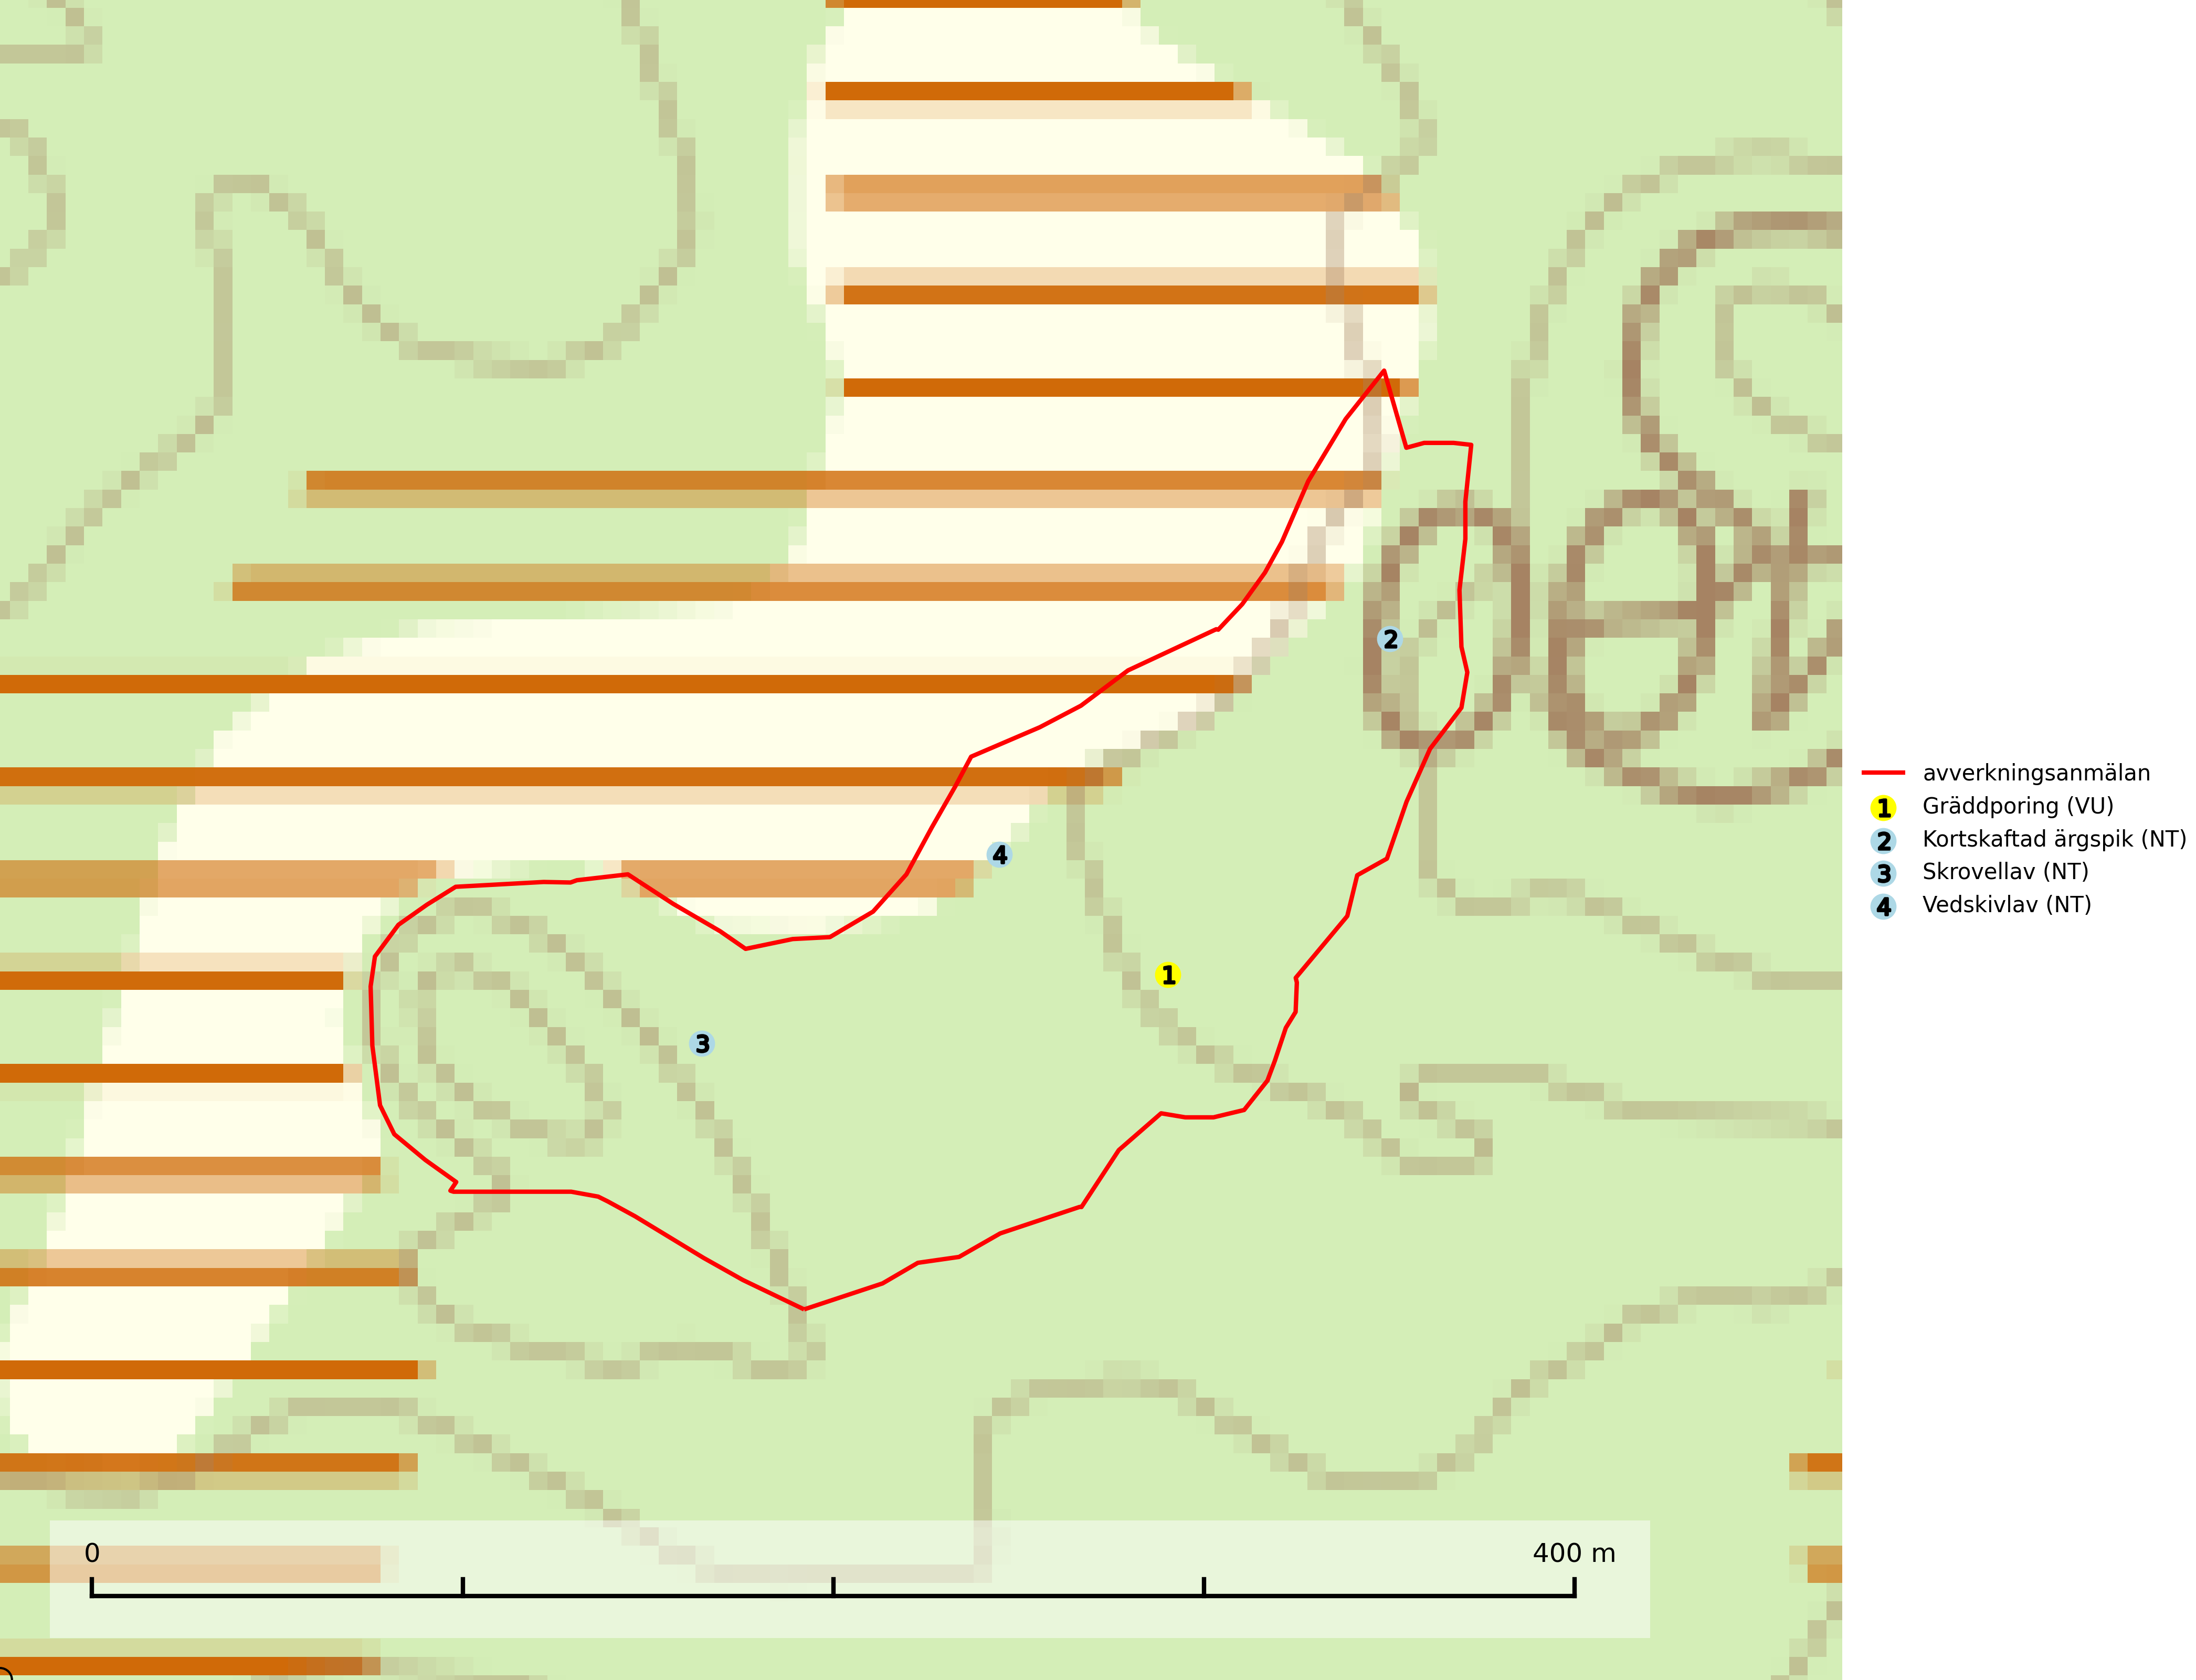 2
4
1
3
avverkningsanmälan
1 Gräddporing (VU)
2 Kortskaftad ärgspik (NT)
3 Skrovellav (NT)
4 Vedskivlav (NT)
0 400 m